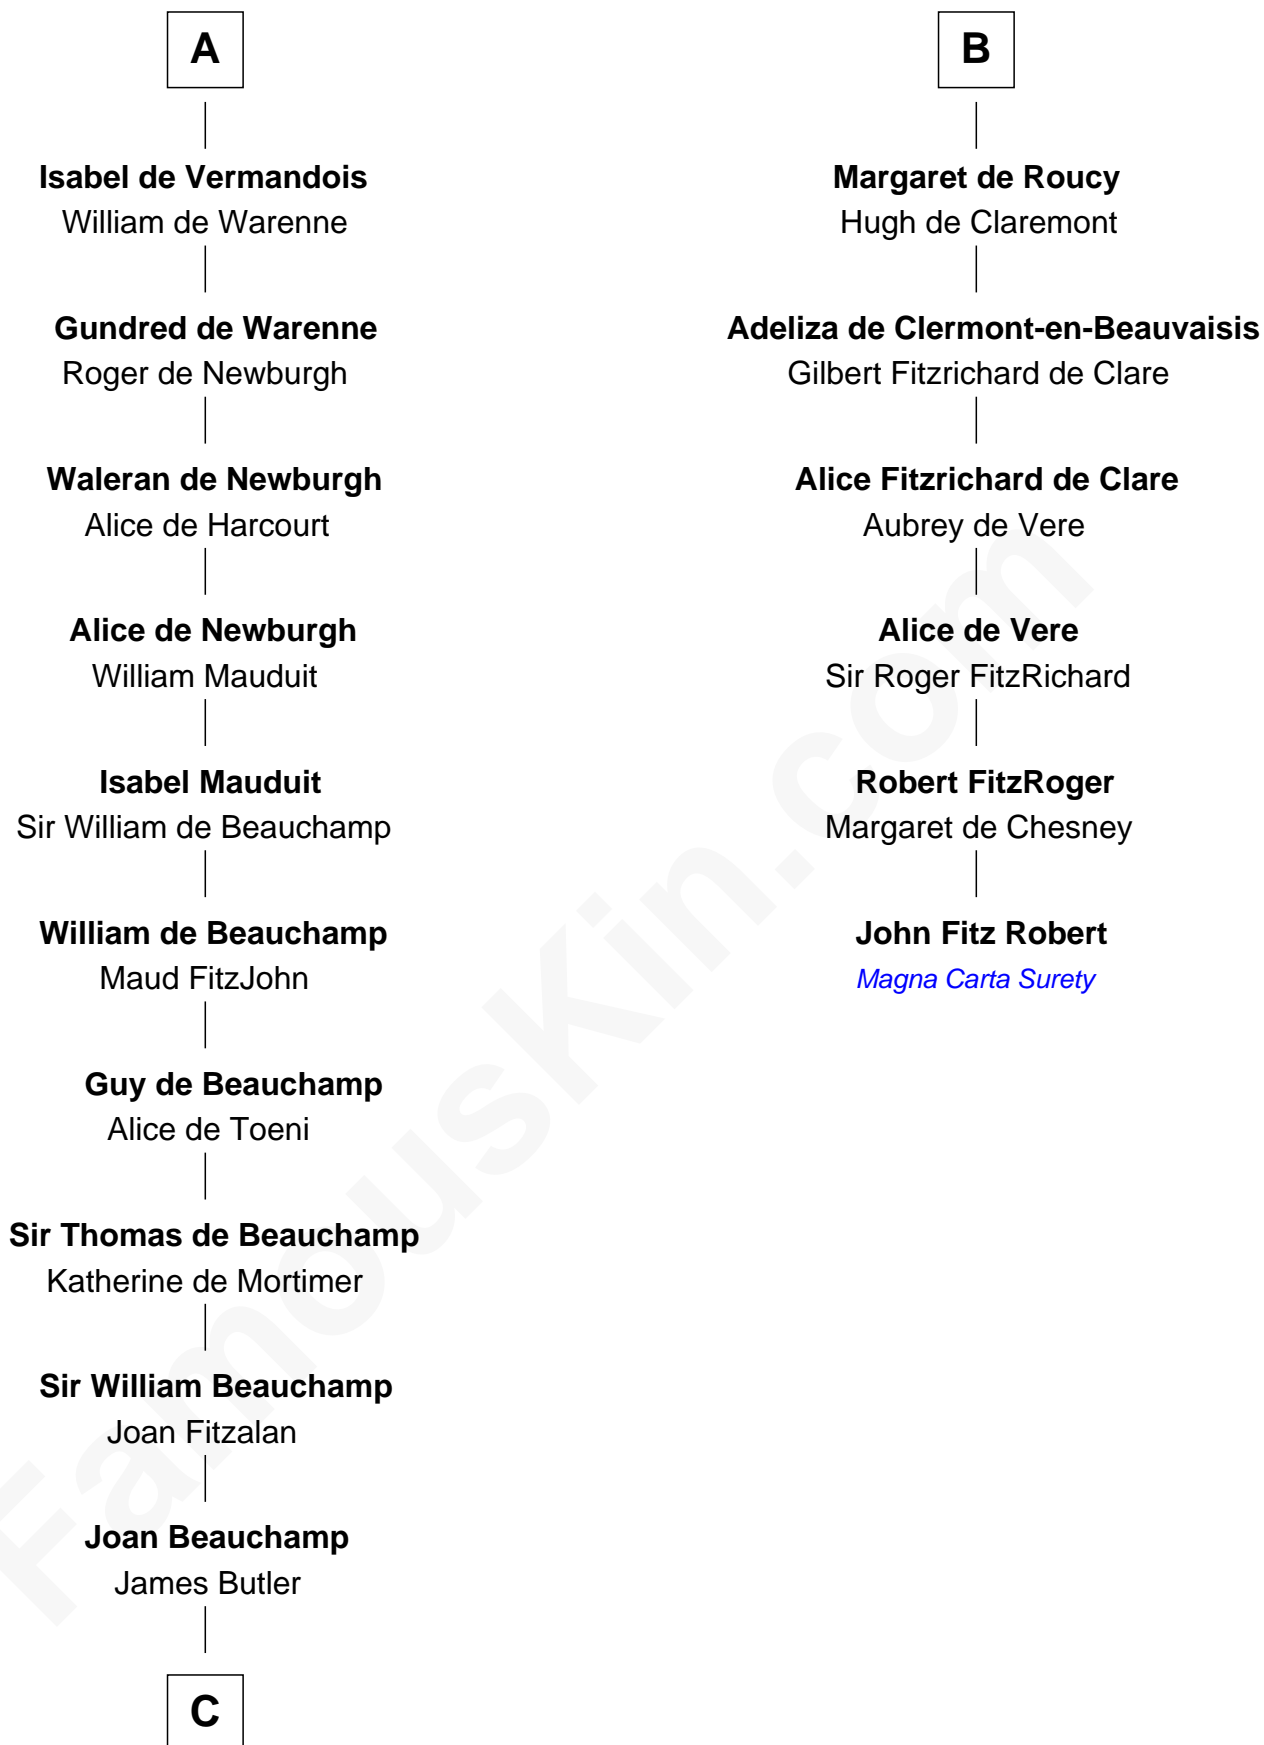 A
Isabel de Vermandois
William de Warenne
Gundred de Warenne
Roger de Newburgh
Waleran de Newburgh
Alice de Harcourt
Alice de Newburgh
William Mauduit
Isabel Mauduit
Sir William de Beauchamp
William de Beauchamp
Maud FitzJohn
Guy de Beauchamp
Alice de Toeni
Sir Thomas de Beauchamp
Katherine de Mortimer
Sir William Beauchamp
Joan Fitzalan
Joan Beauchamp
James Butler
C
B
Margaret de Roucy
Hugh de Claremont
Adeliza de Clermont-en-Beauvaisis
Gilbert Fitzrichard de Clare
Alice Fitzrichard de Clare
Aubrey de Vere
Alice de Vere
Sir Roger FitzRichard
Robert FitzRoger
Margaret de Chesney
John Fitz Robert
Magna Carta Surety
FamousKin.com